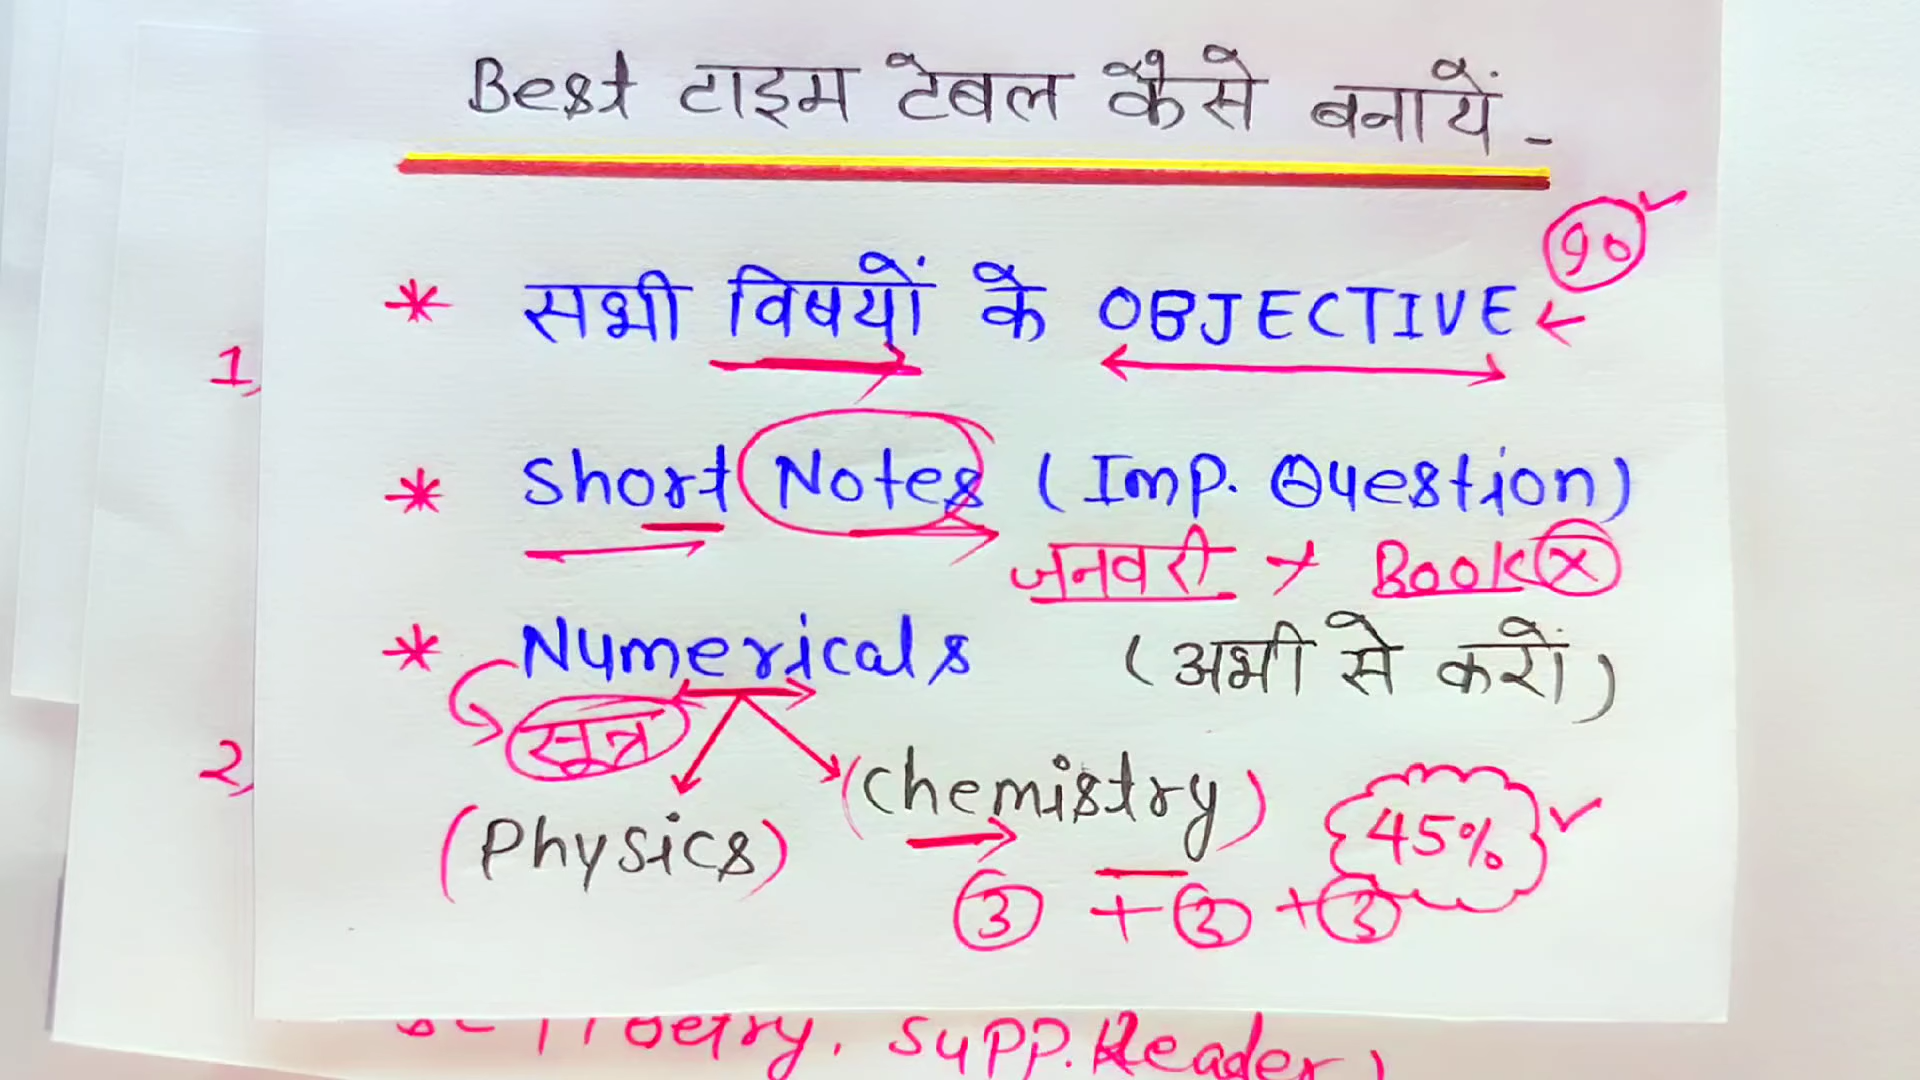 Best टाइम टेबल कैसे बनायें -
90
* सभी विषयों के OBJECTIVE
1,
* Short Notes (Imp. Question)
जनवरी + Book x
* Numericals (अभी से करो)
सूत्र
2,
(Physics) (Chemistry) 45%
3 + 3 + 3
Poetry, Supp. Reader)